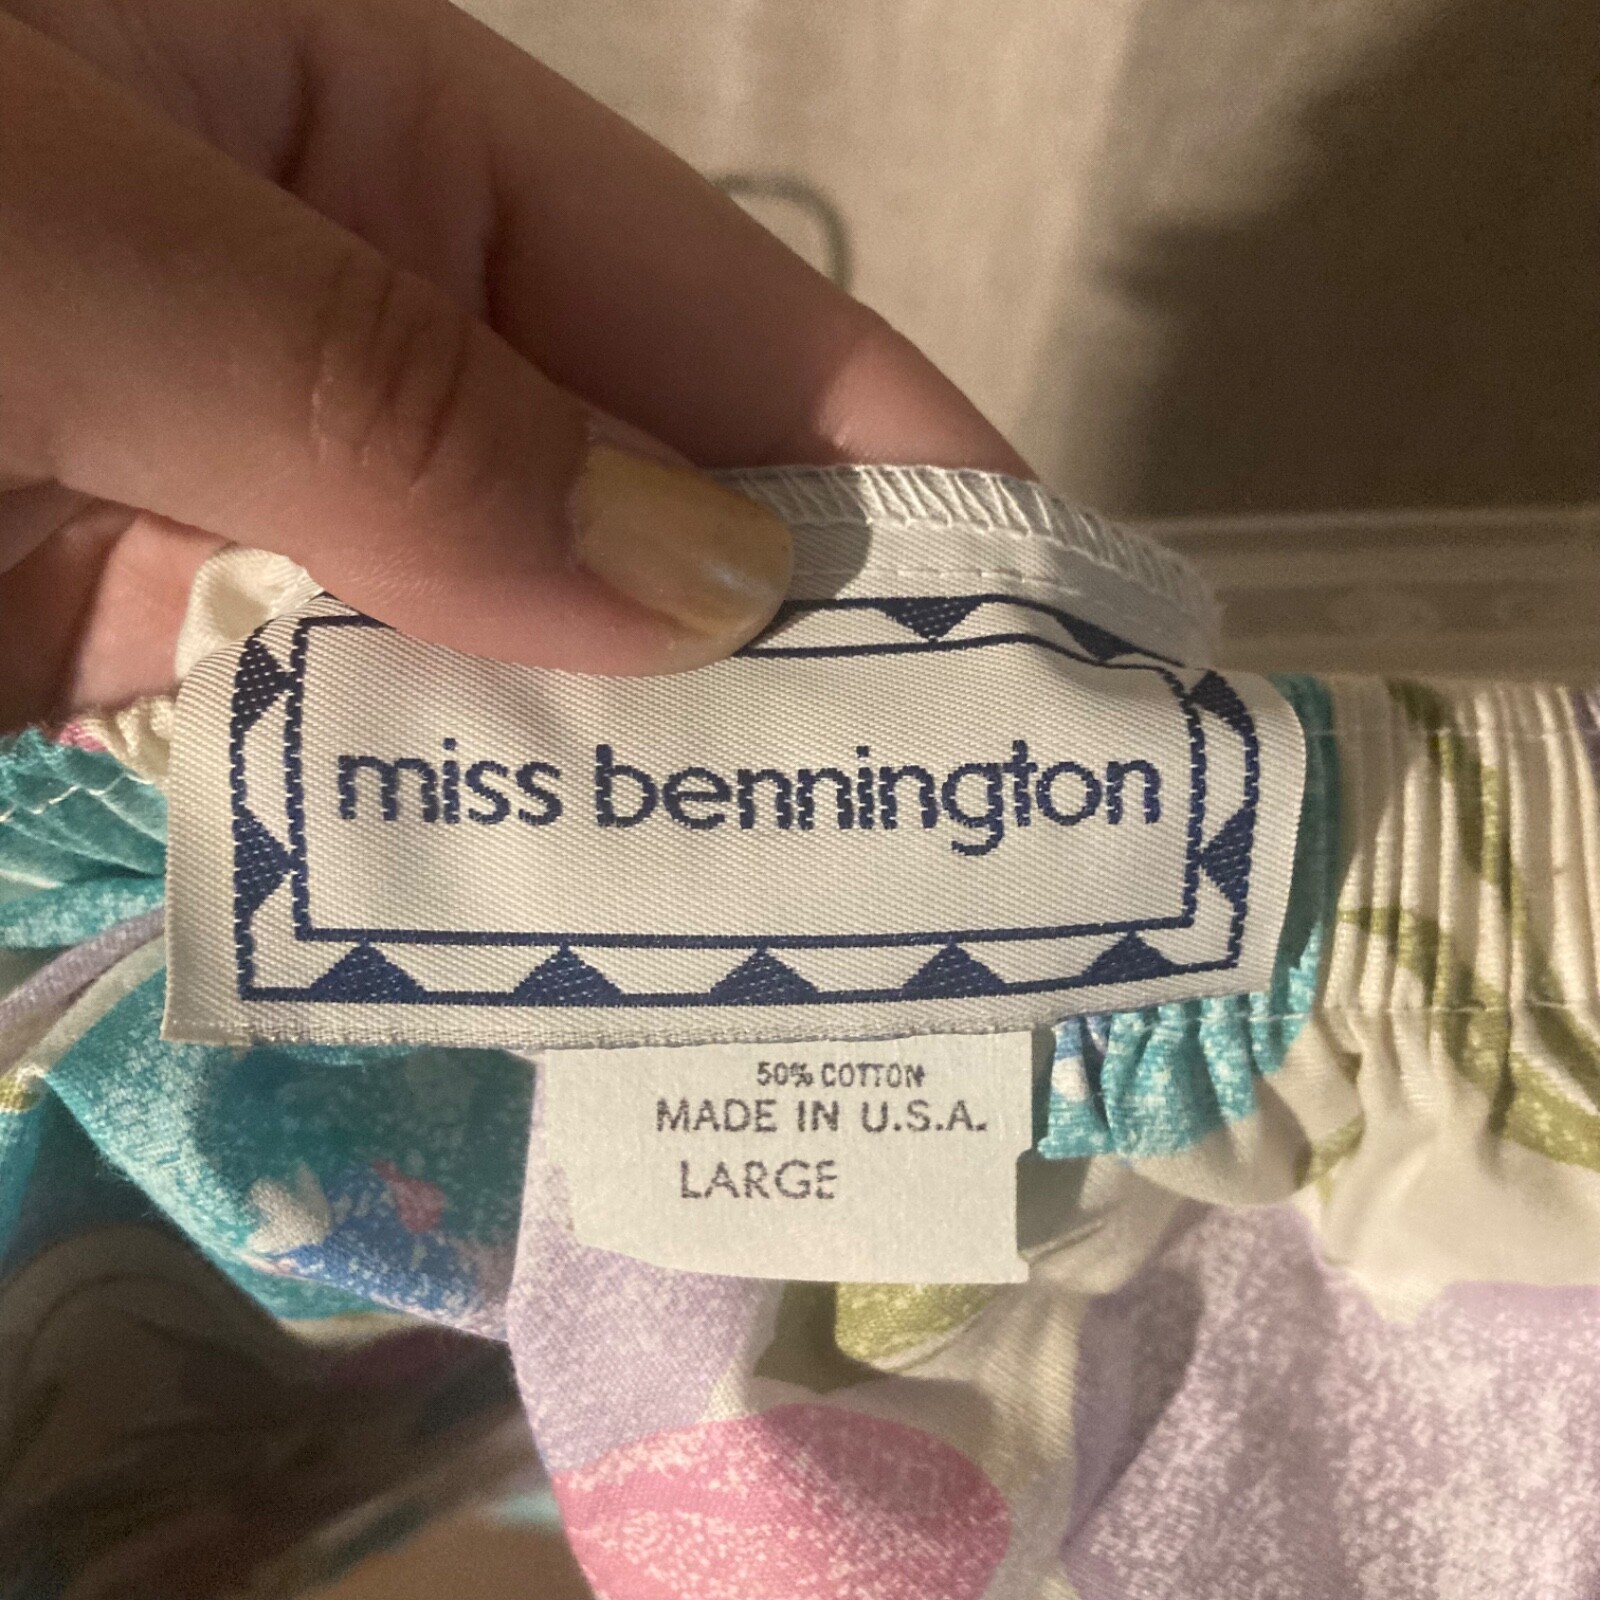 miss bennington
50% COTTON
MADE IN U.S.A.
LARGE